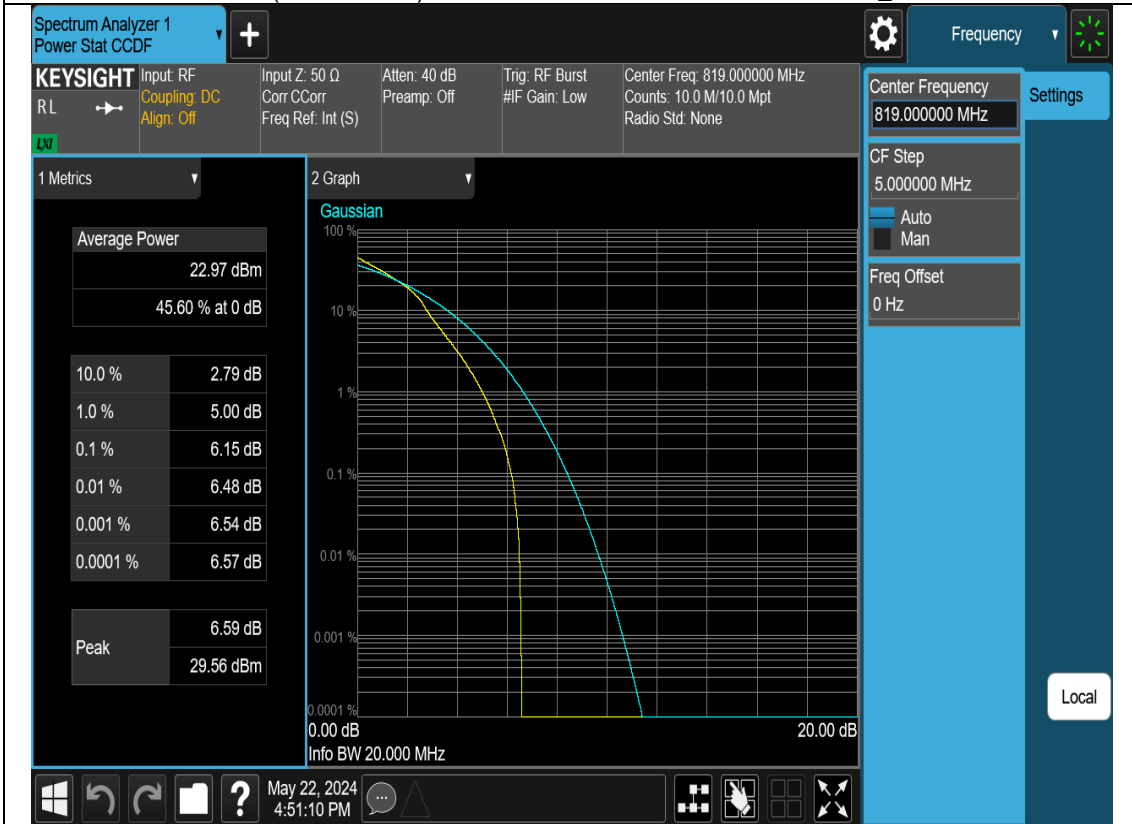 Spectrum Analyzer 1
Power Stat CCDF
Frequency
KEYSIGHT
RL
LXI
Input: RF
Coupling: DC
Align: Off
Input Z: 50 Ω
Corr CCorr
Freq Ref: Int (S)
Atten: 40 dB
Preamp: Off
Trig: RF Burst
#IF Gain: Low
Center Freq: 819.000000 MHz
Counts: 10.0 M/10.0 Mpt
Radio Std: None
Center Frequency
819.000000 MHz
Settings
CF Step
5.000000 MHz
Auto
Man
Freq Offset
0 Hz
1 Metrics
Average Power
22.97 dBm
45.60 % at 0 dB
10.0 % 2.79 dB
1.0 % 5.00 dB
0.1 % 6.15 dB
0.01 % 6.48 dB
0.001 % 6.54 dB
0.0001 % 6.57 dB
Peak
6.59 dB
29.56 dBm
2 Graph
Gaussian
100 %
10 %
1 %
0.1 %
0.01 %
0.001 %
0.0001 %
0.00 dB 20.00 dB
Info BW 20.000 MHz
Local
?
May 22, 2024
4:51:10 PM